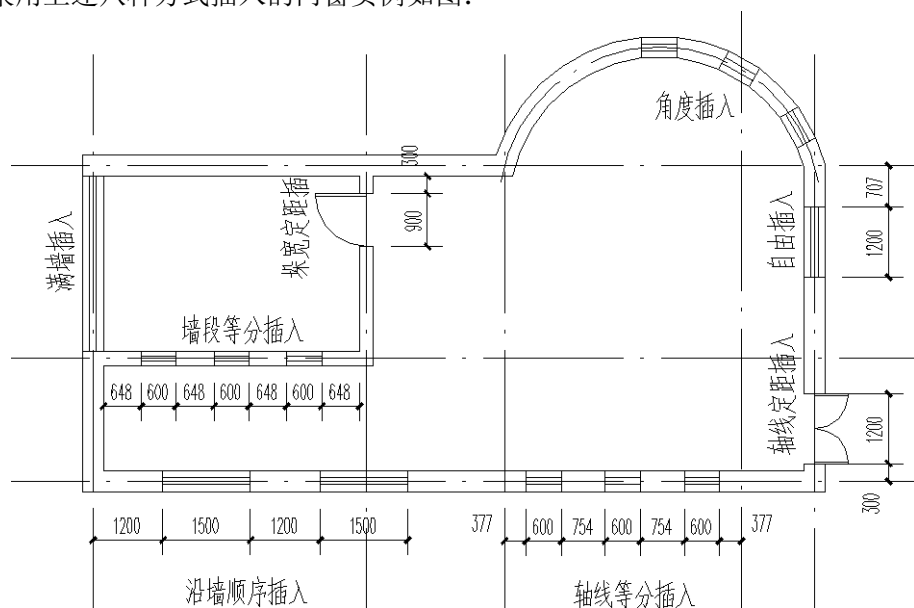 采用上述八种方式插入的门窗实例如图：
角度插入
300
707
900
垛宽定距插
自由插入
1200
满墙插入
墙段等分插入
轴线定距插入
648 600 648 600 648 600 648
1200
300
1200 1500 1200 1500 377 600 754 600 754 600 377
沿墙顺序插入
轴线等分插入